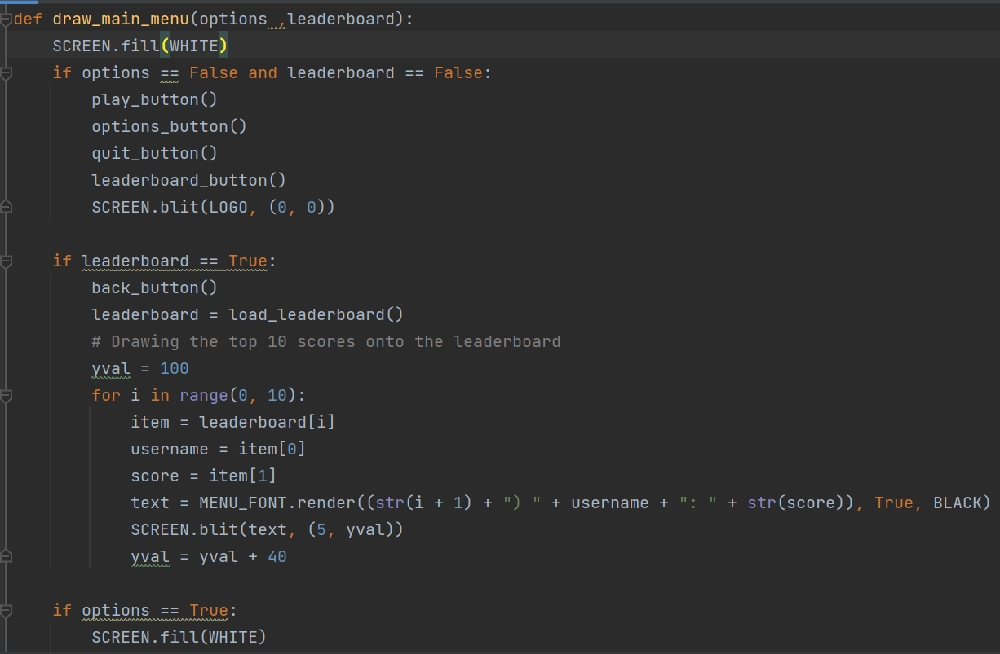 def draw_main_menu(options ,leaderboard):
    SCREEN.fill(WHITE)
    if options == False and leaderboard == False:
        play_button()
        options_button()
        quit_button()
        leaderboard_button()
        SCREEN.blit(LOGO, (0, 0))

    if leaderboard == True:
        back_button()
        leaderboard = load_leaderboard()
        # Drawing the top 10 scores onto the leaderboard
        yval = 100
        for i in range(0, 10):
            item = leaderboard[i]
            username = item[0]
            score = item[1]
            text = MENU_FONT.render((str(i + 1) + ") " + username + ": " + str(score)), True, BLACK)
            SCREEN.blit(text, (5, yval))
            yval = yval + 40

    if options == True:
        SCREEN.fill(WHITE)